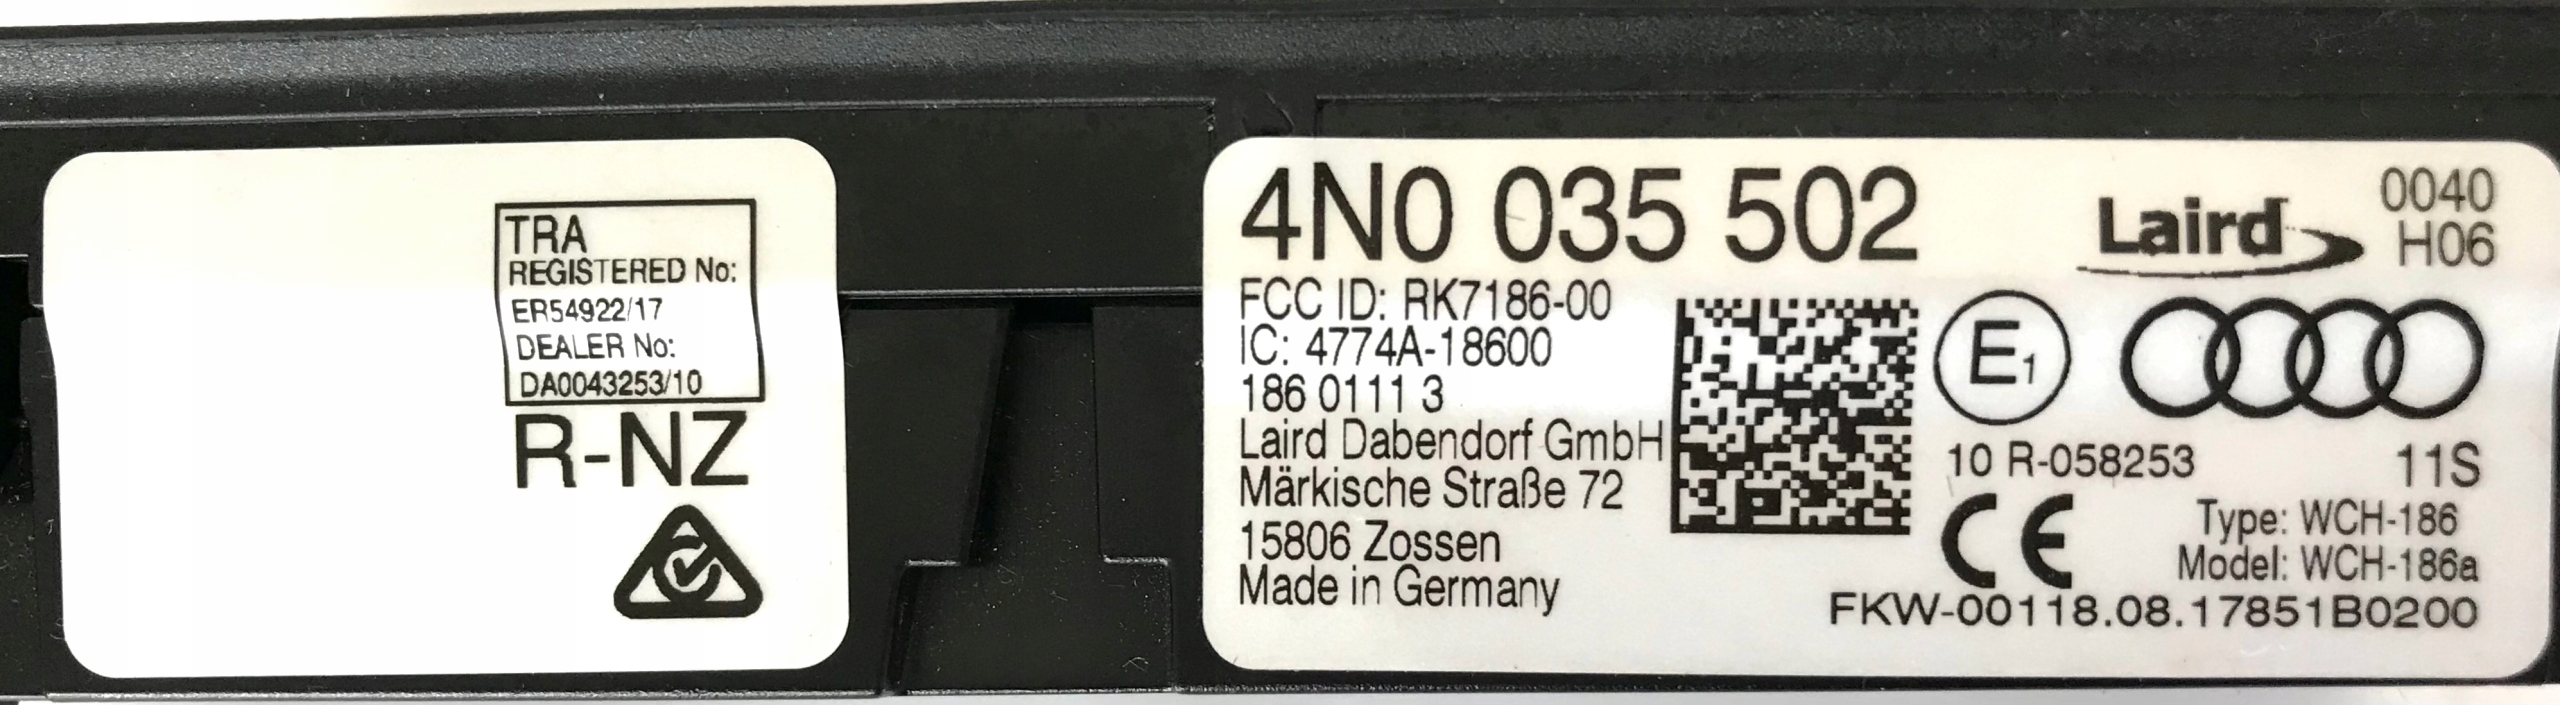 TRA
REGISTERED No:
ER54922/17
DEALER No:
DA0043253/10
R-NZ
4N0 035 502
Laird
0040
H06
FCC ID: RK7186-00
IC: 4774A-18600
186 0111 3
Laird Dabendorf GmbH
Märkische Straße 72
15806 Zossen
Made in Germany
E1
10 R-058253
11S
CE
Type: WCH-186
Model: WCH-186a
FKW-00118.08.17851B0200